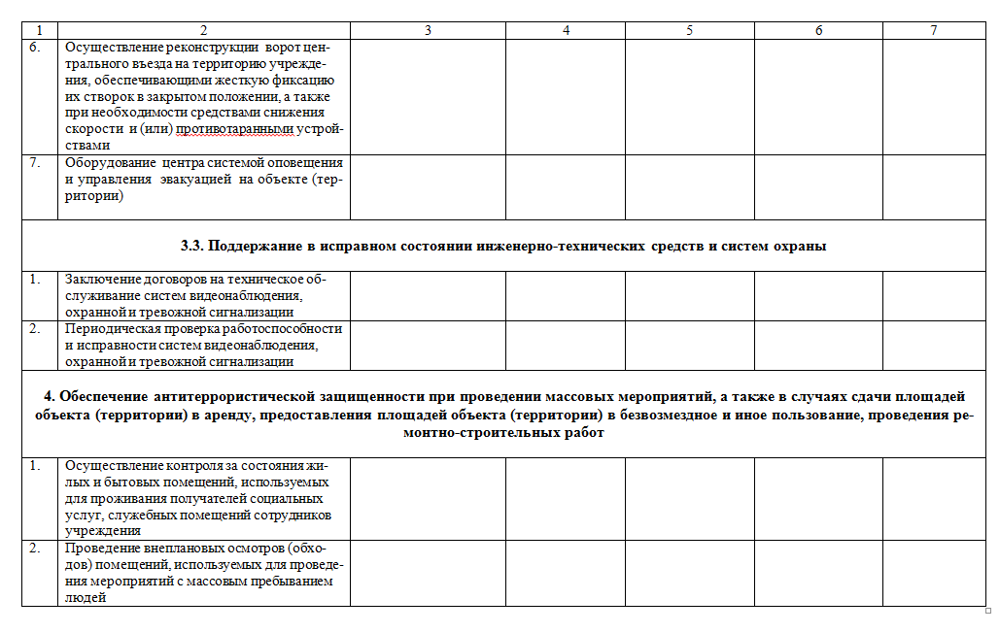 1 2 3 4 5 6 7
6. Осуществление реконструкции ворот цен-
трального въезда на территорию учрежде-
ния, обеспечивающими жесткую фиксацию
их створок в закрытом положении, а также
при необходимости средствами снижения
скорости и (или) противотаранными устрой-
ствами
7. Оборудование центра системой оповещения
и управления эвакуацией на объекте (тер-
ритории)
3.3. Поддержание в исправном состоянии инженерно-технических средств и систем охраны
1. Заключение договоров на техническое об-
служивание систем видеонаблюдения,
охранной и тревожной сигнализации
2. Периодическая проверка работоспособности
и исправности систем видеонаблюдения,
охранной и тревожной сигнализации
4. Обеспечение антитеррористической защищенности при проведении массовых мероприятий, а также в случаях сдачи площадей
объекта (территории) в аренду, предоставления площадей объекта (территории) в безвозмездное и иное пользование, проведения ре-
монтно-строительных работ
1. Осуществление контроля за состояния жи-
лых и бытовых помещений, используемых
для проживания получателей социальных
услуг, служебных помещений сотрудников
учреждения
2. Проведение внеплановых осмотров (обхо-
дов) помещений, используемых для проведе-
ния мероприятий с массовым пребыванием
людей